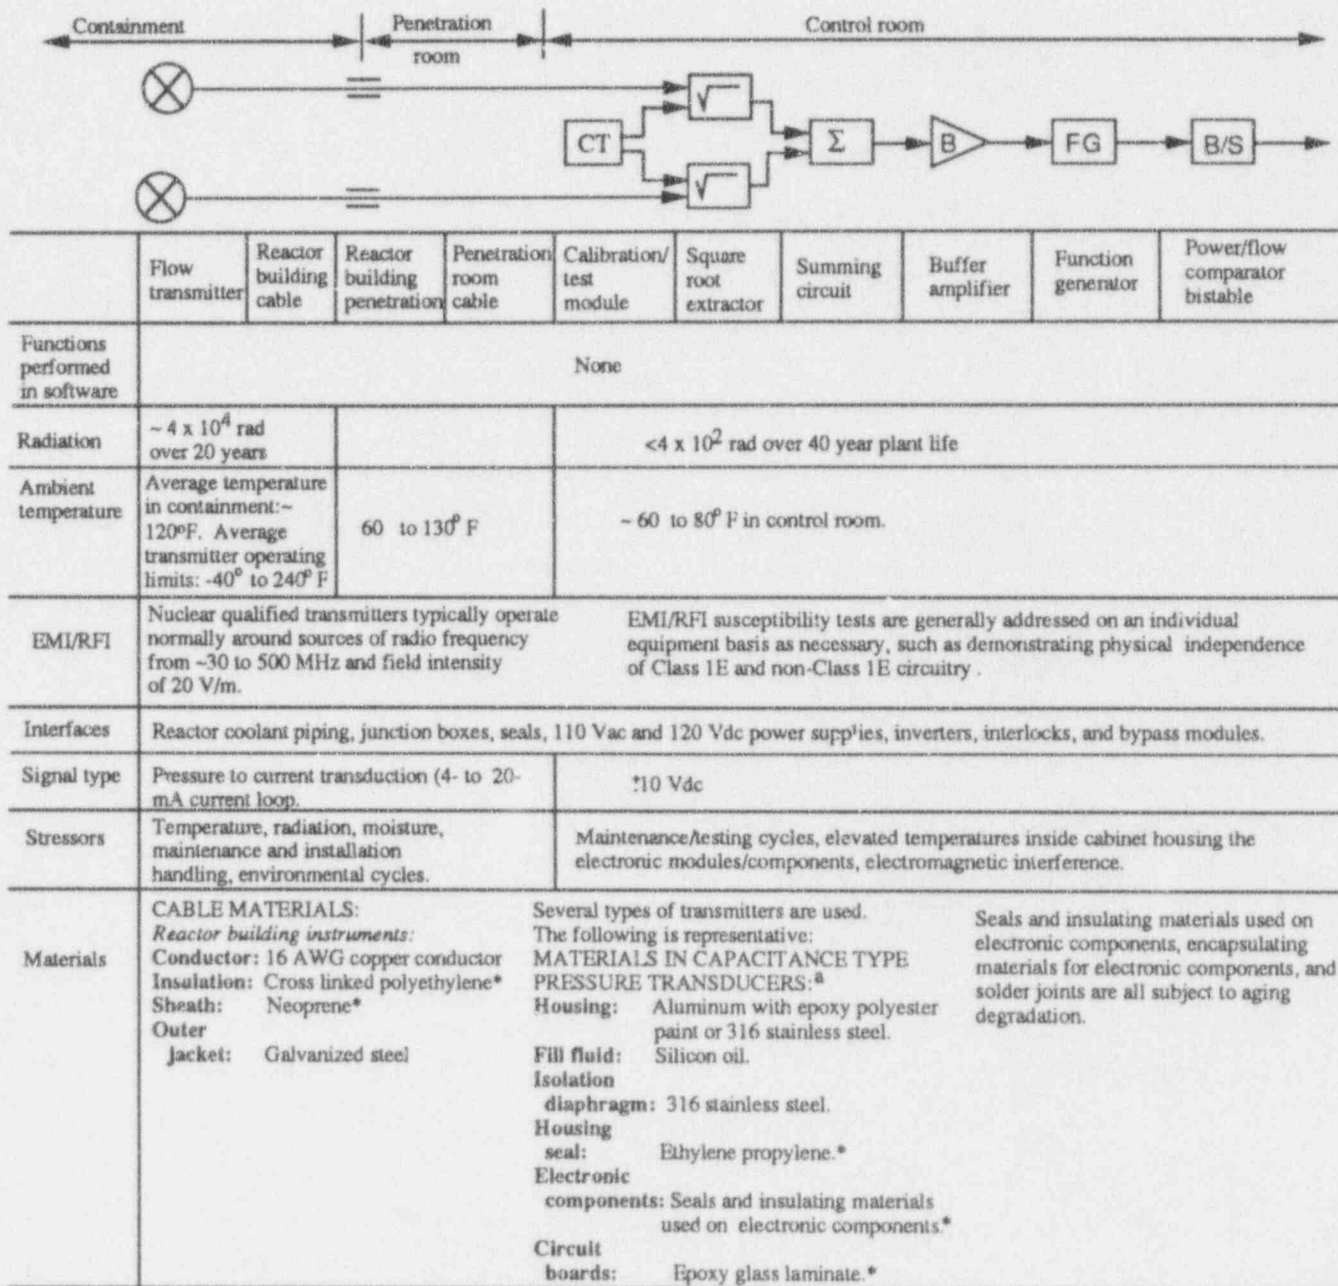 Containment
Penetration
room
Control room
√
CT
Σ
B
FG
B/S
√
Flow
transmitter
Reactor
building
cable
Reactor
building
penetration
Penetration
room
cable
Calibration/
test
module
Square
root
extractor
Summing
circuit
Buffer
amplifier
Function
generator
Power/flow
comparator
bistable
Functions
performed
in software
None
Radiation
~ 4 x 10⁴ rad
over 20 years
<4 x 10² rad over 40 year plant life
Ambient
temperature
Average temperature
in containment:~
120°F. Average
transmitter operating
limits: -40° to 240° F
60 to 130° F
~ 60 to 80° F in control room.
EMI/RFI
Nuclear qualified transmitters typically operate
normally around sources of radio frequency
from ~30 to 500 MHz and field intensity
of 20 V/m.
EMI/RFI susceptibility tests are generally addressed on an individual
equipment basis as necessary, such as demonstrating physical independence
of Class 1E and non-Class 1E circuitry .
Interfaces
Reactor coolant piping, junction boxes, seals, 110 Vac and 120 Vdc power supplies, inverters, interlocks, and bypass modules.
Signal type
Pressure to current transduction (4- to 20-
mA current loop.
10 Vdc
Stressors
Temperature, radiation, moisture,
maintenance and installation
handling, environmental cycles.
Maintenance/testing cycles, elevated temperatures inside cabinet housing the
electronic modules/components, electromagnetic interference.
Materials
CABLE MATERIALS:
Reactor building instruments:
Conductor: 16 AWG copper conductor
Insulation: Cross linked polyethylene*
Sheath: Neoprene*
Outer
jacket: Galvanized steel
Several types of transmitters are used.
The following is representative:
MATERIALS IN CAPACITANCE TYPE
PRESSURE TRANSDUCERS:ª
Housing: Aluminum with epoxy polyester
paint or 316 stainless steel.
Fill fluid: Silicon oil.
Isolation
diaphragm: 316 stainless steel.
Housing
seal: Ethylene propylene.*
Electronic
components: Seals and insulating materials
used on electronic components.*
Circuit
boards: Epoxy glass laminate.*
Seals and insulating materials used on
electronic components, encapsulating
materials for electronic components, and
solder joints are all subject to aging
degradation.